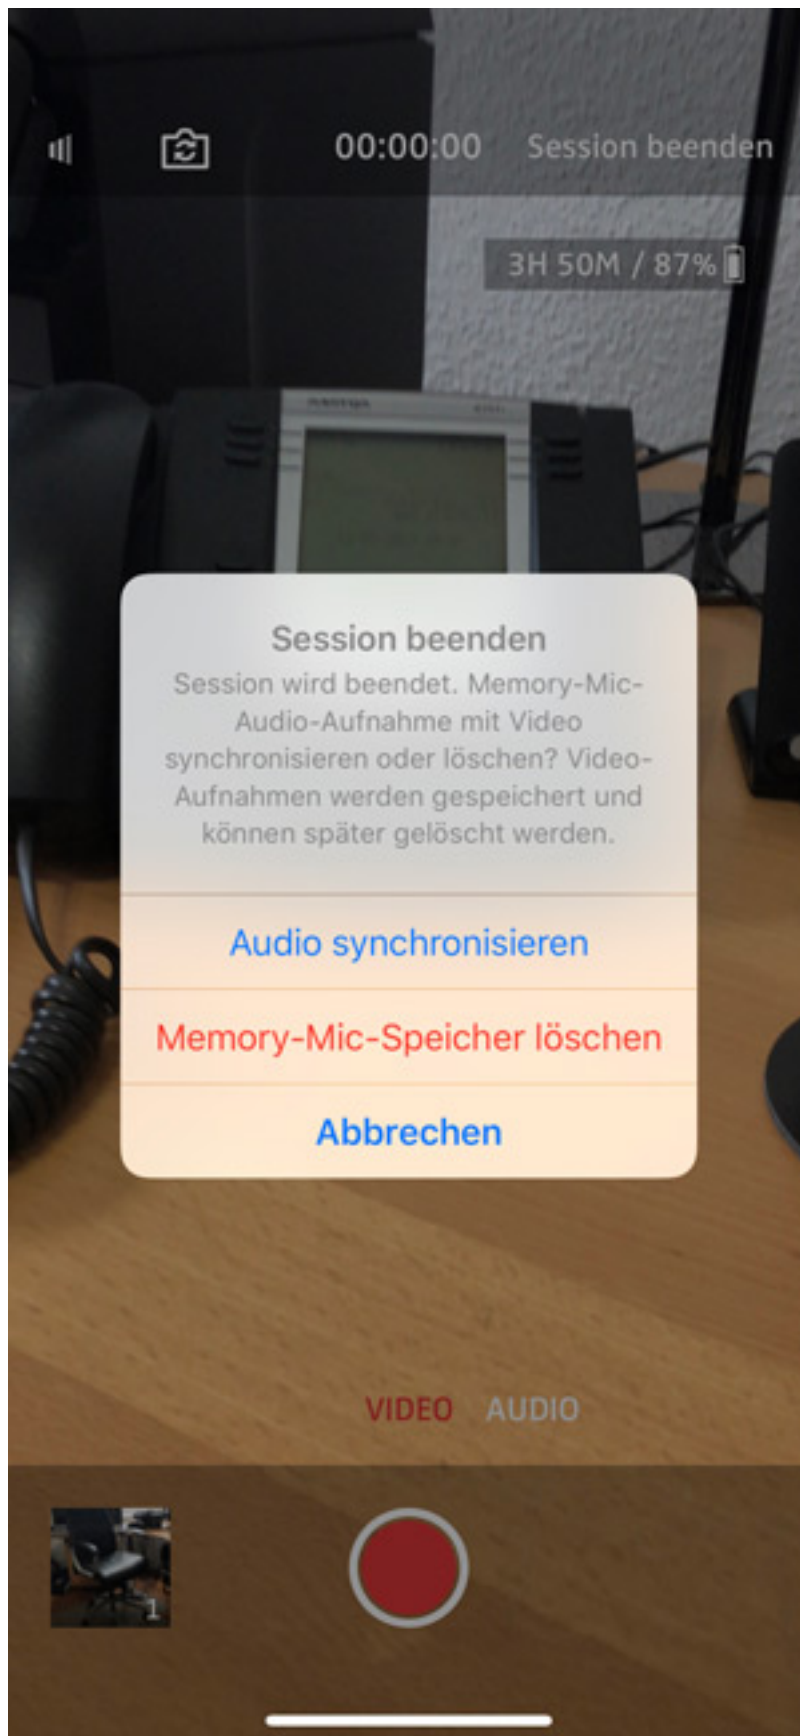 00:00:00 Session beenden
3H 50M / 87%
Session beenden
Session wird beendet. Memory-Mic-
Audio-Aufnahme mit Video
synchronisieren oder löschen? Video-
Aufnahmen werden gespeichert und
können später gelöscht werden.
Audio synchronisieren
Memory-Mic-Speicher löschen
Abbrechen
VIDEO AUDIO
1